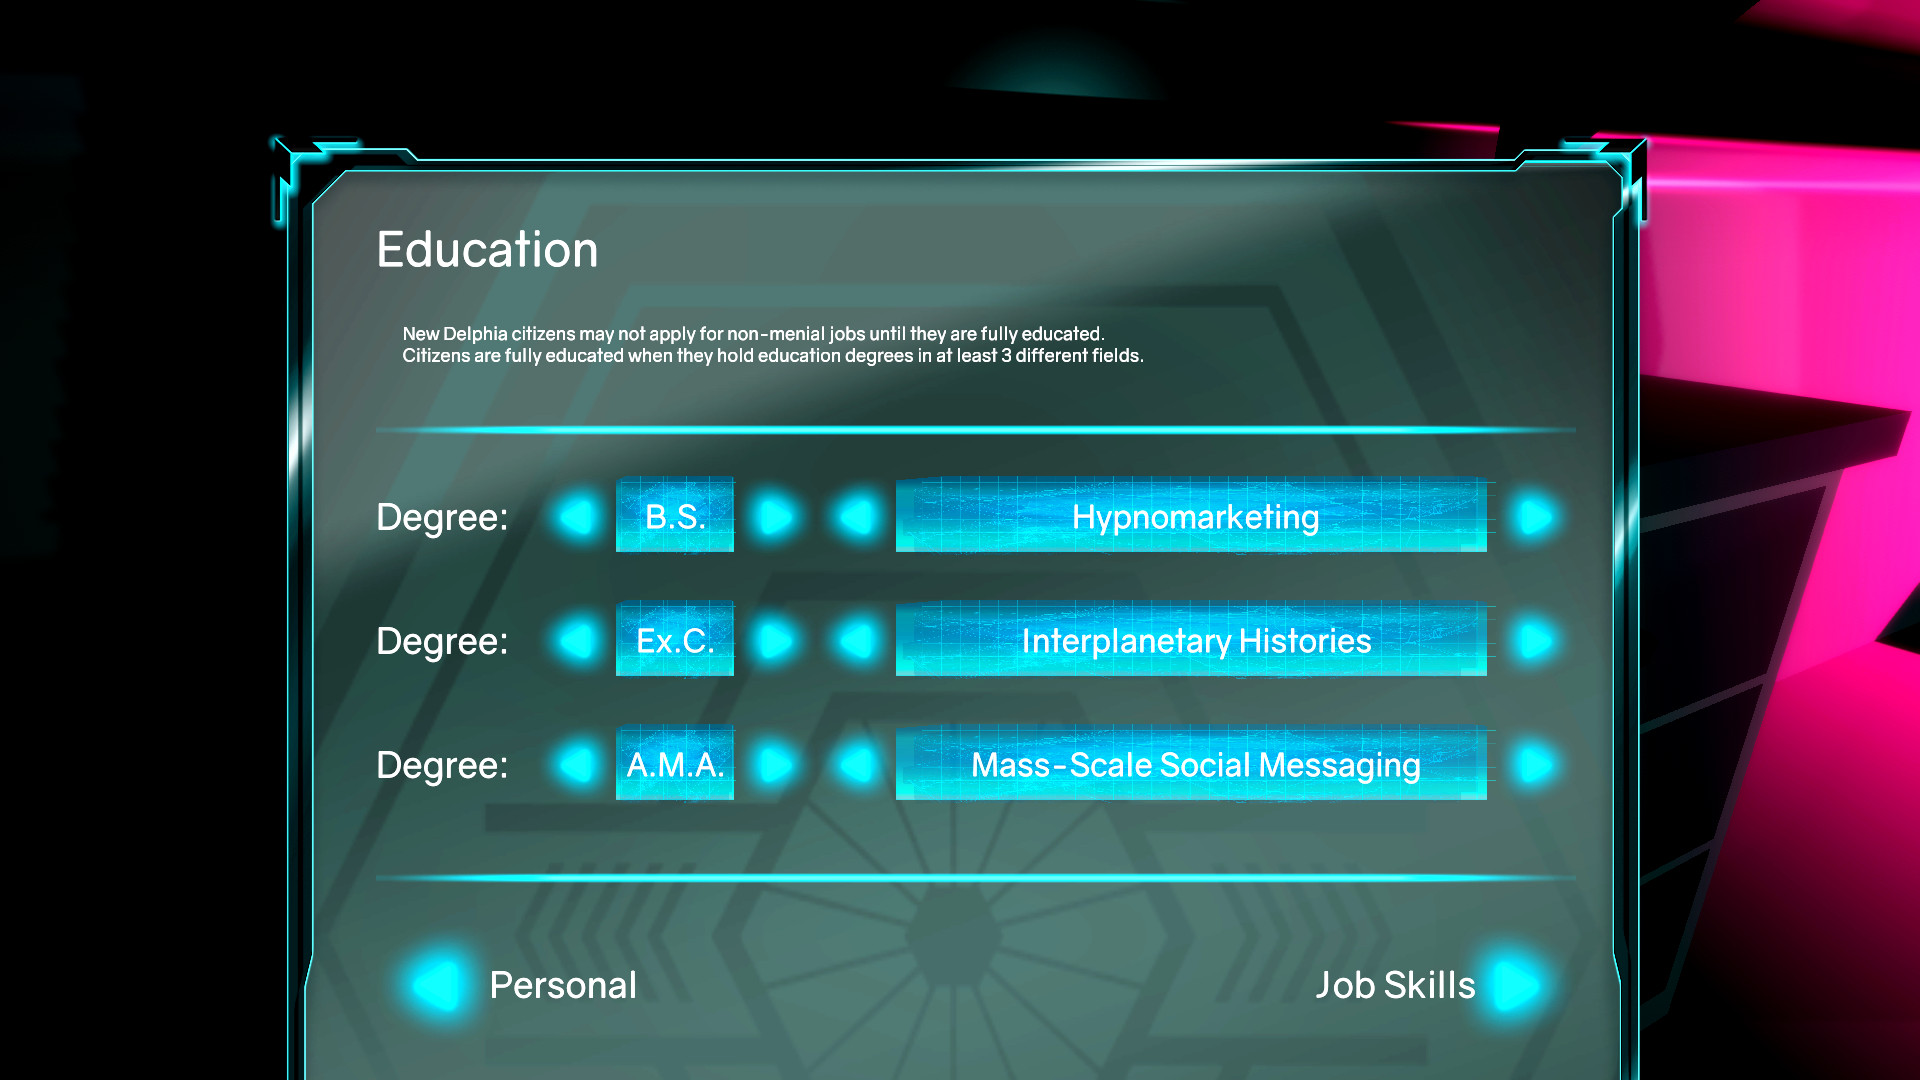 Education
New Delphia citizens may not apply for non-menial jobs until they are fully educated.
Citizens are fully educated when they hold education degrees in at least 3 different fields.
Degree: B.S. Hypnomarketing
Degree: Ex.C. Interplanetary Histories
Degree: A.M.A. Mass-Scale Social Messaging
Personal Job Skills